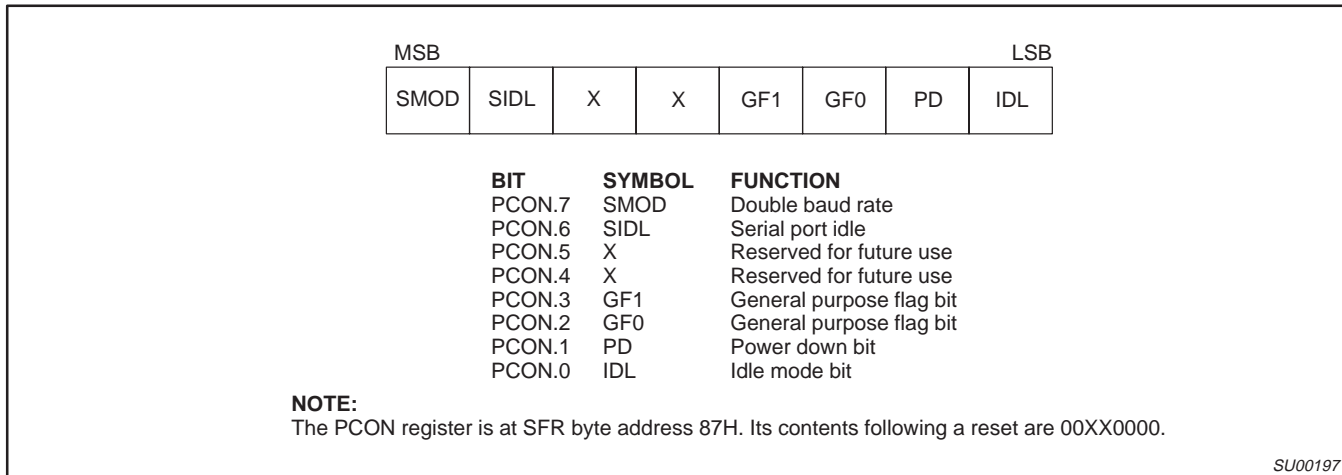 MSB LSB
SMOD SIDL X X GF1 GF0 PD IDL
BIT SYMBOL FUNCTION
PCON.7 SMOD Double baud rate
PCON.6 SIDL Serial port idle
PCON.5 X Reserved for future use
PCON.4 X Reserved for future use
PCON.3 GF1 General purpose flag bit
PCON.2 GF0 General purpose flag bit
PCON.1 PD Power down bit
PCON.0 IDL Idle mode bit
NOTE:
The PCON register is at SFR byte address 87H. Its contents following a reset are 00XX0000.
SU00197